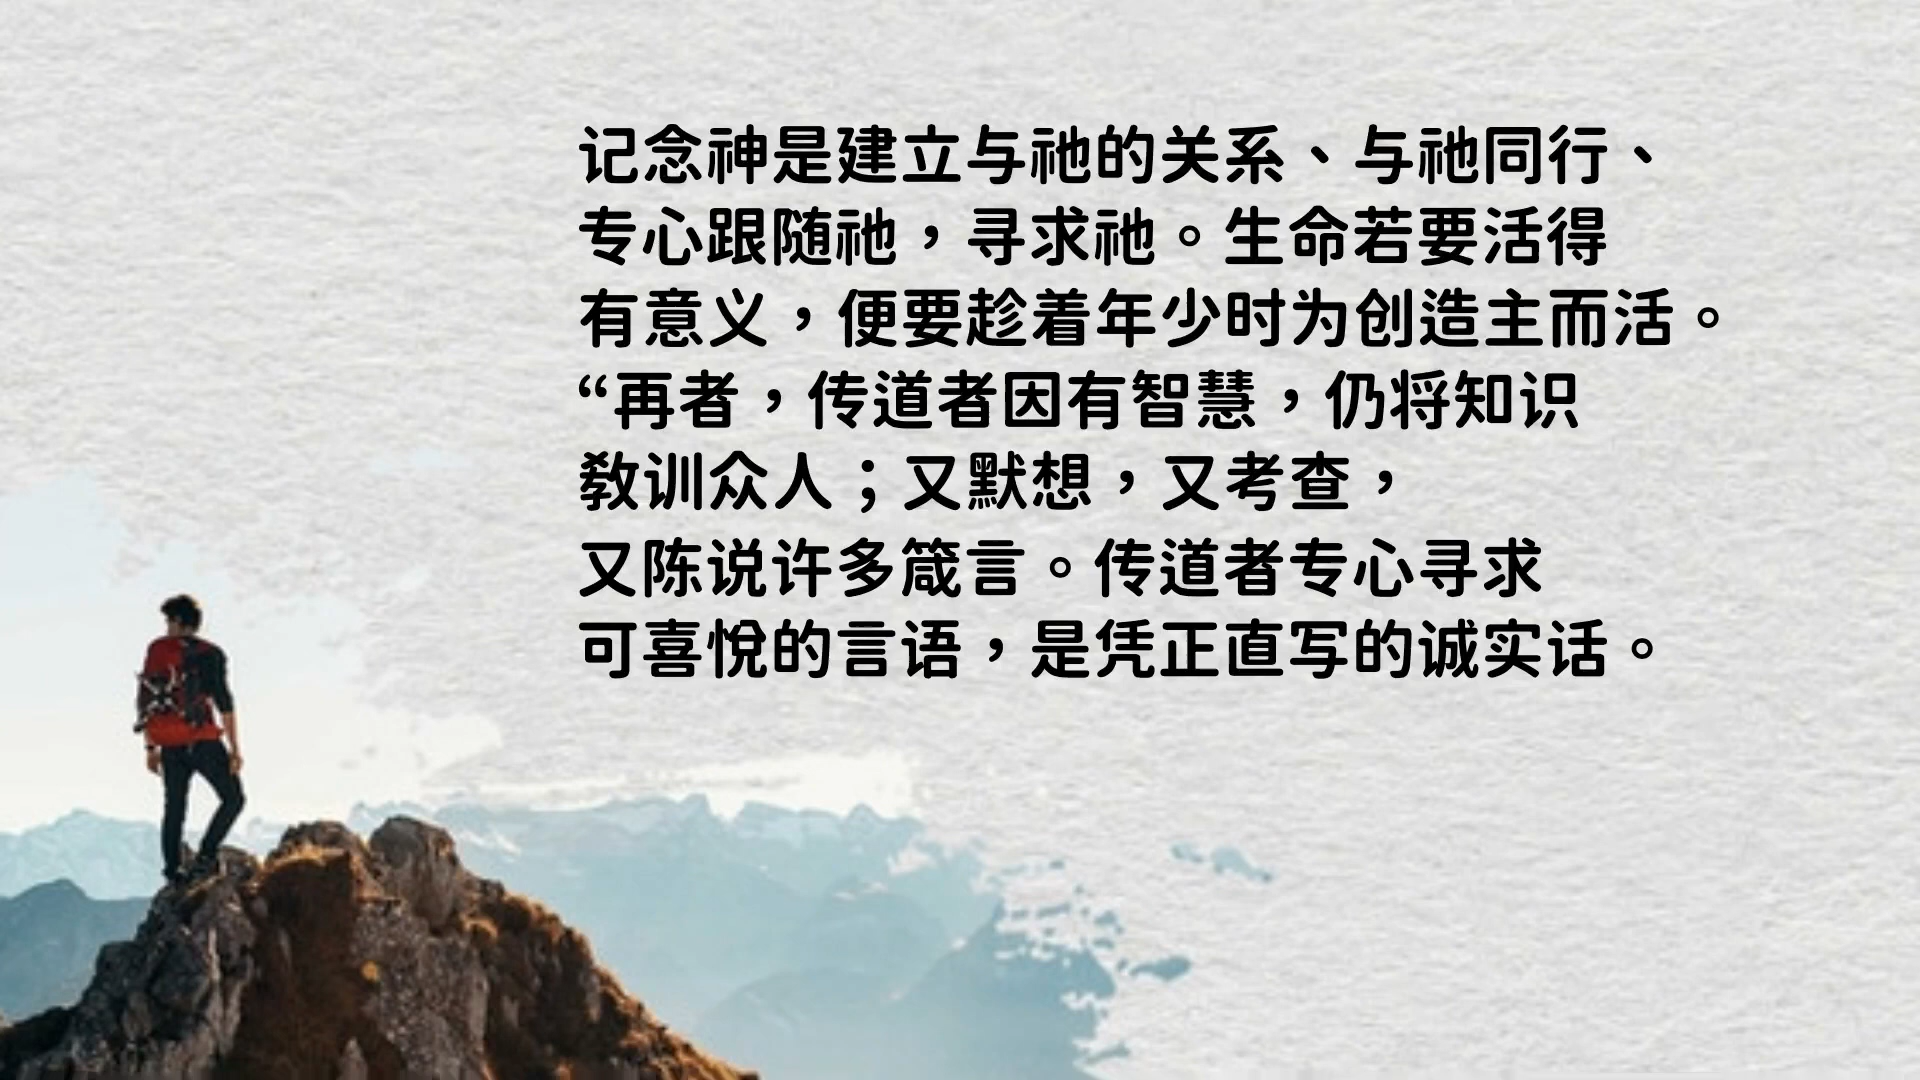 记念神是建立与祂的关系、与祂同行、
专心跟随祂，寻求祂。生命若要活得
有意义，便要趁着年少时为创造主而活。
“再者，传道者因有智慧，仍将知识
教训众人；又默想，又考查，
又陈说许多箴言。传道者专心寻求
可喜悦的言语，是凭正直写的诚实话。